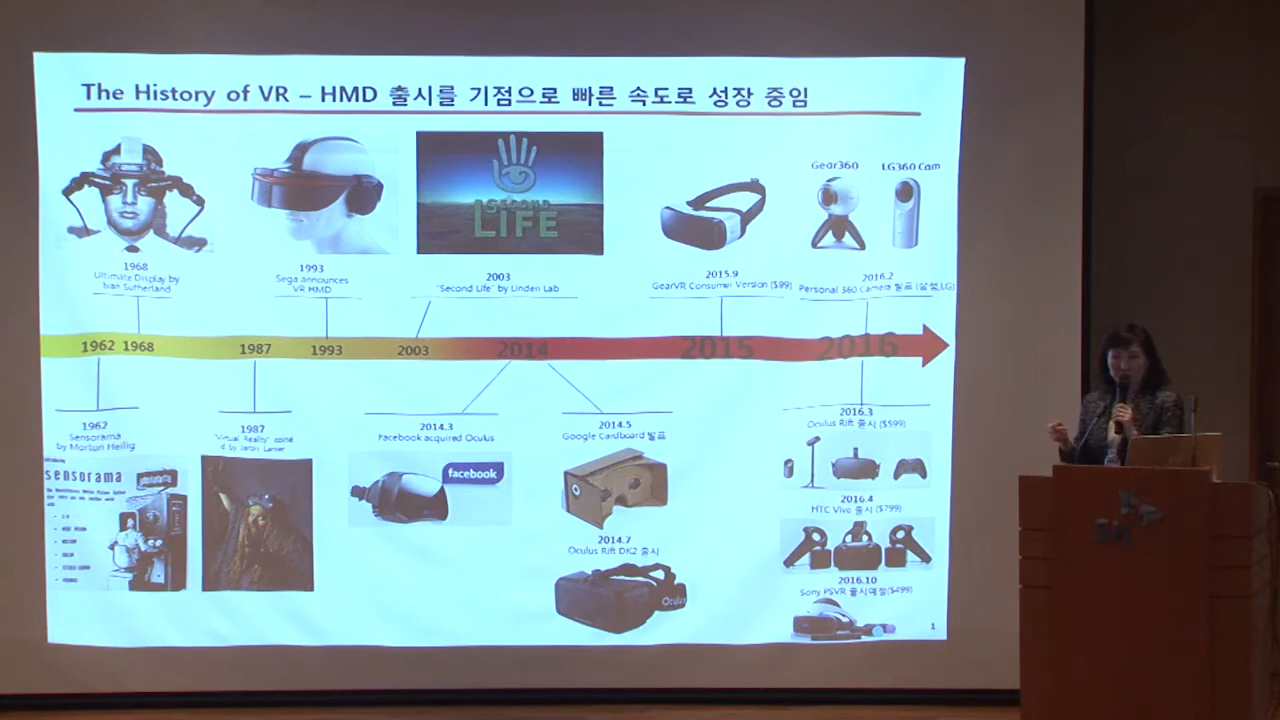 The History of VR – HMD 출시를 기점으로 빠른 속도로 성장 중임
1968
Ultimate Display by
Ivan Sutherland
1993
Sega announces
VR HMD
SECOND
LIFE
2003
"Second Life" by Linden Lab
2015.9
GearVR Consumer Version ($99)
Gear360
LG360 Cam
2016.2
Personal 360 Camera 발표 (삼성,LG)
1962
1968
1987
1993
2003
2014
2015
2016
1962
Sensorama
by Morton Heilig
sensorama
1987
"Virtual Reality" coine
d by Jaron Lanier
2014.3
Facebook acquired Oculus
facebook
2014.5
Google Cardboard 발표
2014.7
Oculus Rift DK2 출시
Oculus
2016.3
Oculus Rift 출시 ($599)
2016.4
HTC Vive 출시 ($799)
2016.10
Sony PSVR 출시예정($499)
1